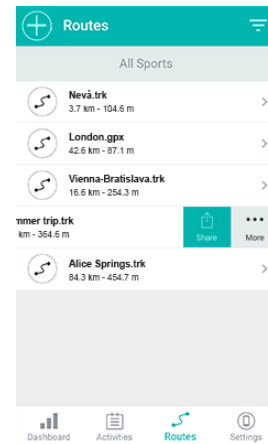 Routes
All Sports
Nevà.trk
3.7 km - 104.6 m
London.gpx
42.6 km - 87.1 m
Vienna-Bratislava.trk
16.6 km - 254.3 m
mmer trip.trk
km - 364.6 m
Share
More
Alice Springs.trk
84.3 km - 454.7 m
Dashboard
Activities
Routes
Settings